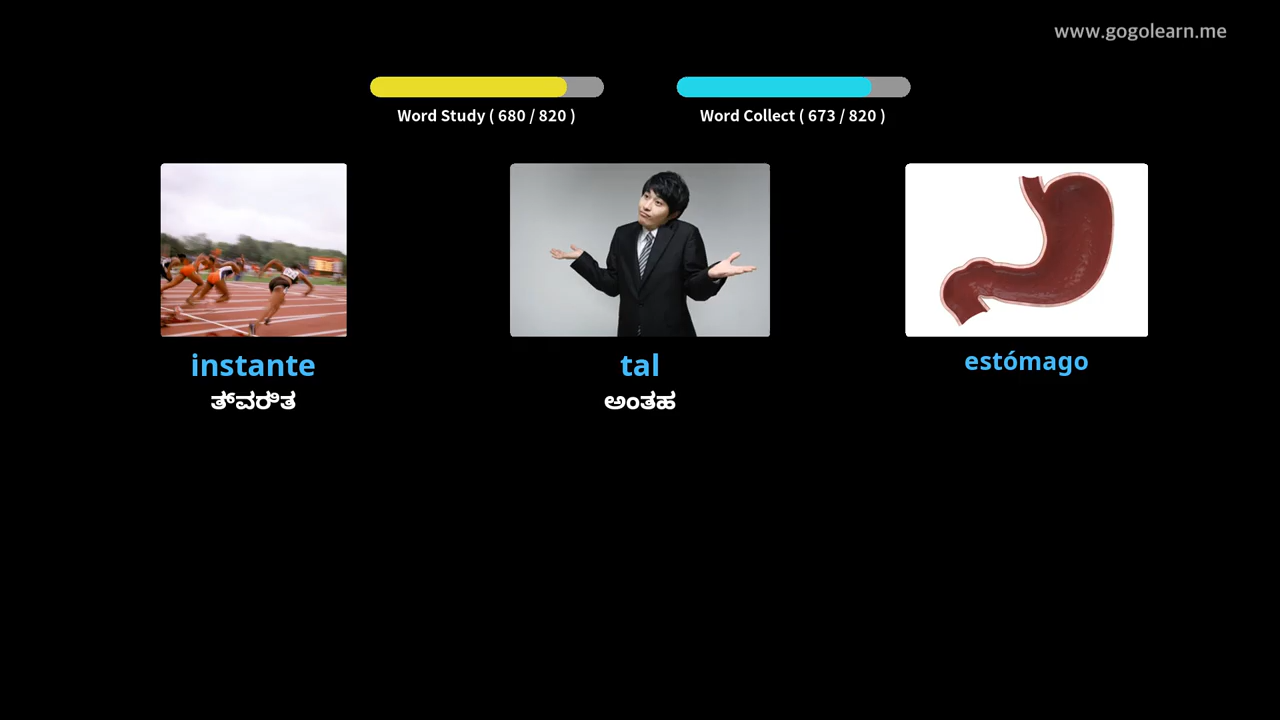 www.gogolearn.me
Word Study ( 680 / 820 )
Word Collect ( 673 / 820 )
instante
ತ್ವರಿತ
tal
ಅಂತಹ
estómago